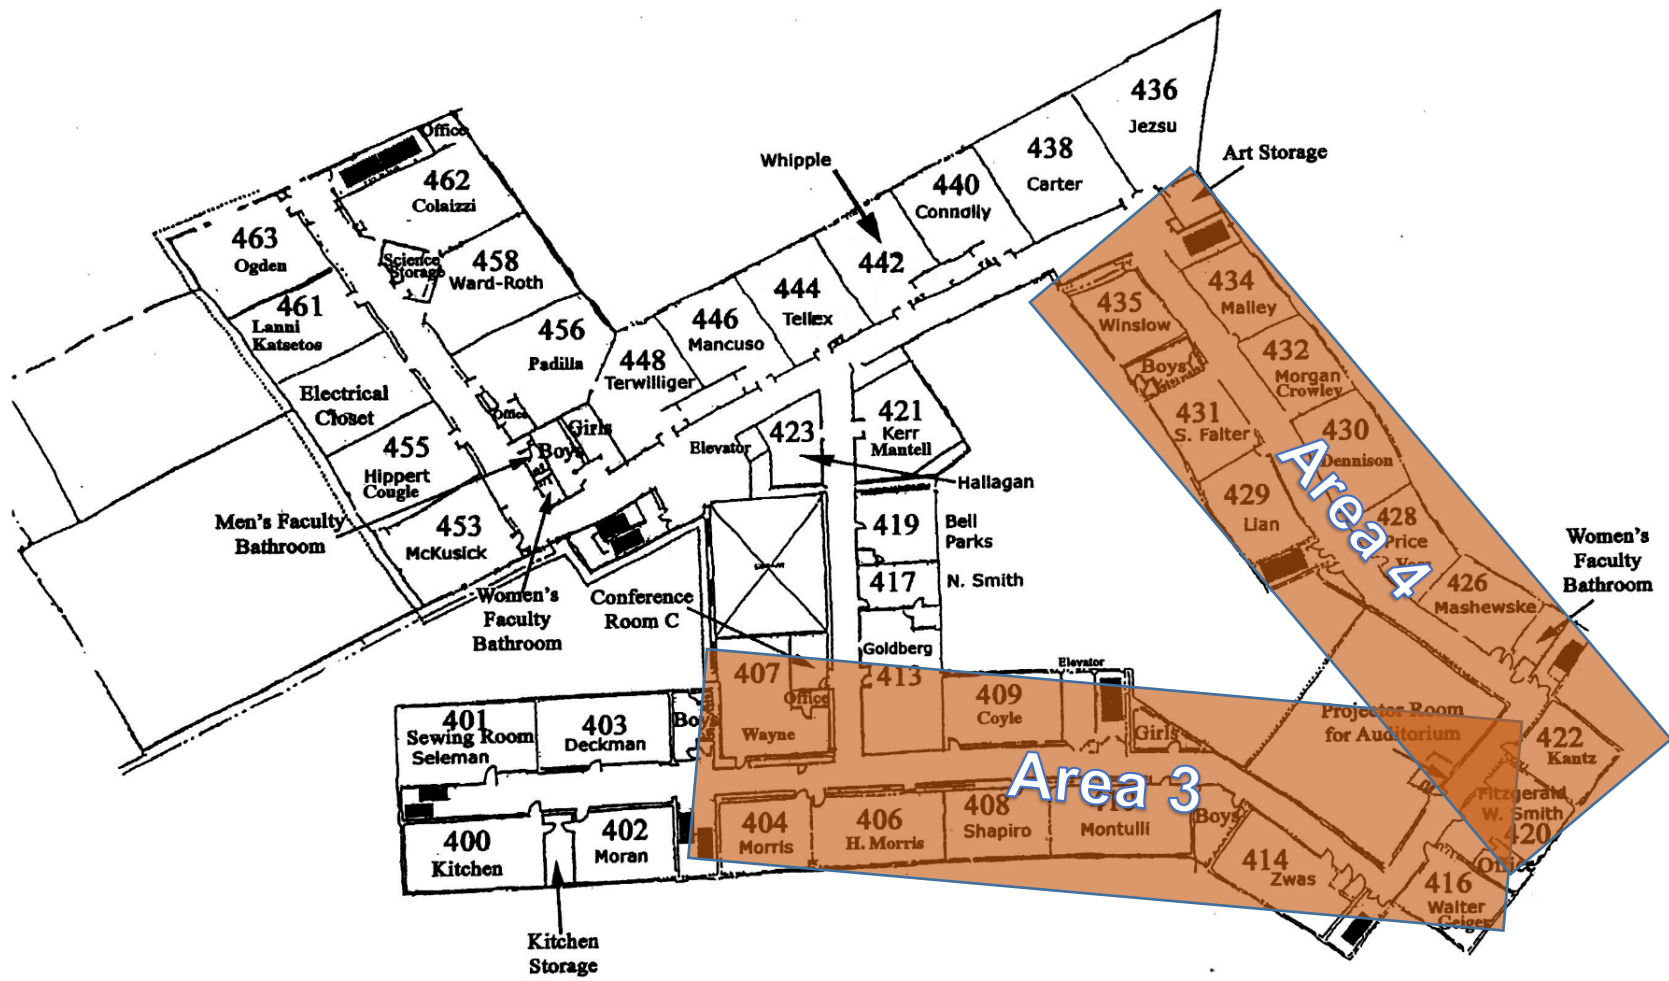 436
Jezsu
Art Storage
438
Carter
Whipple
440
Connolly
442
444
Tellex
446
Mancuso
448
Terwilliger
Office
462
Colaizzi
463
Ogden
Science
Storage
458
Ward-Roth
461
Lanni
Katsetos
456
Padilla
Electrical
Closet
Office
Girls
Boys
455
Hippert
Cougle
Men's Faculty
Bathroom
453
McKusick
Women's
Faculty
Bathroom
Elevator
423
421
Kerr
Mantell
Hallagan
419
Bell
Parks
417
N. Smith
Conference
Room C
Goldberg
413
407
Office
Wayne
409
Coyle
Elevator
Girls
401
Sewing Room
Seleman
403
Deckman
Boys
400
Kitchen
402
Moran
Kitchen
Storage
404
Morris
406
H. Morris
408
Shapiro
Montulli
Boys
Area 3
414
Zwas
416
Walter
Geiger
434
Malley
435
Winslow
432
Morgan
Crowley
Boys
431
S. Falter
430
Dennison
429
Lian
428
Price
Area 4
426
Mashewske
Women's
Faculty
Bathroom
Projector Room
for Auditorium
422
Kantz
Fitzgerald
W. Smith
420